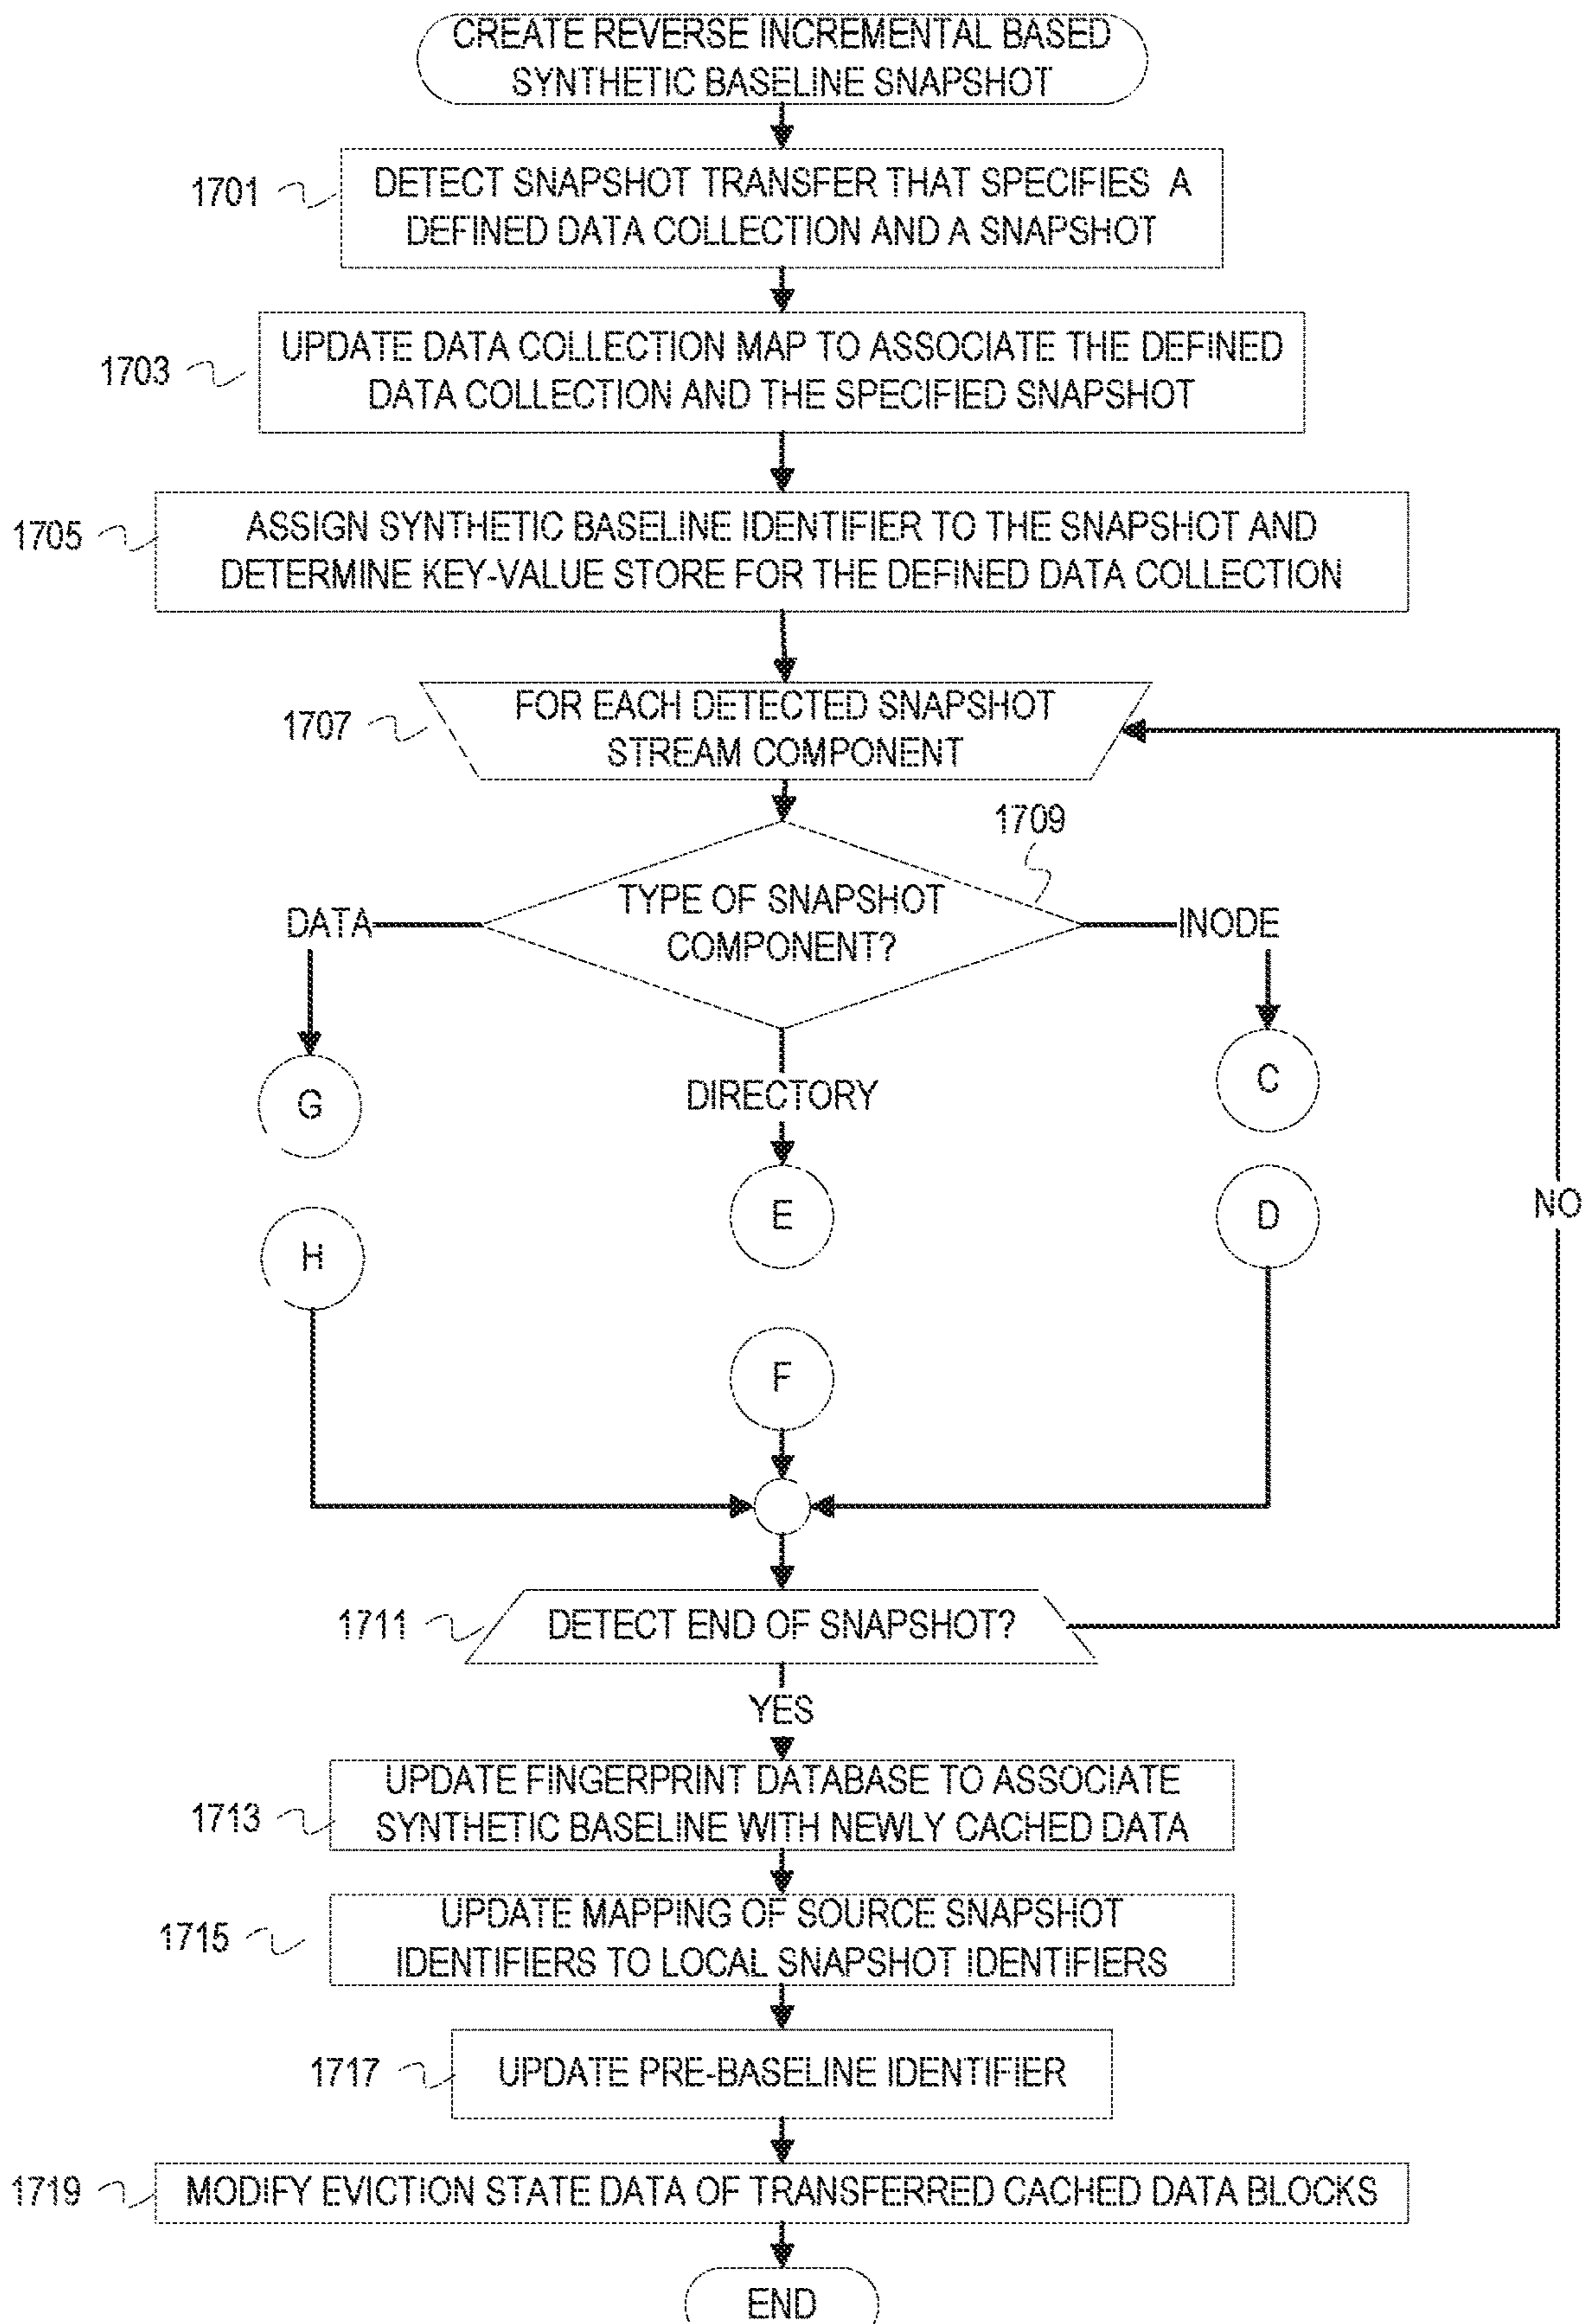 CREATE REVERSE INCREMENTAL BASED
SYNTHETIC BASELINE SNAPSHOT
1701
DETECT SNAPSHOT TRANSFER THAT SPECIFIES A
DEFINED DATA COLLECTION AND A SNAPSHOT
1703
UPDATE DATA COLLECTION MAP TO ASSOCIATE THE DEFINED
DATA COLLECTION AND THE SPECIFIED SNAPSHOT
1705
ASSIGN SYNTHETIC BASELINE IDENTIFIER TO THE SNAPSHOT AND
DETERMINE KEY-VALUE STORE FOR THE DEFINED DATA COLLECTION
1707
FOR EACH DETECTED SNAPSHOT
STREAM COMPONENT
1709
TYPE OF SNAPSHOT
COMPONENT?
DATA
INODE
DIRECTORY
G
C
E
D
H
F
NO
1711
DETECT END OF SNAPSHOT?
YES
1713
UPDATE FINGERPRINT DATABASE TO ASSOCIATE
SYNTHETIC BASELINE WITH NEWLY CACHED DATA
1715
UPDATE MAPPING OF SOURCE SNAPSHOT
IDENTIFIERS TO LOCAL SNAPSHOT IDENTIFIERS
1717
UPDATE PRE-BASELINE IDENTIFIER
1719
MODIFY EVICTION STATE DATA OF TRANSFERRED CACHED DATA BLOCKS
END